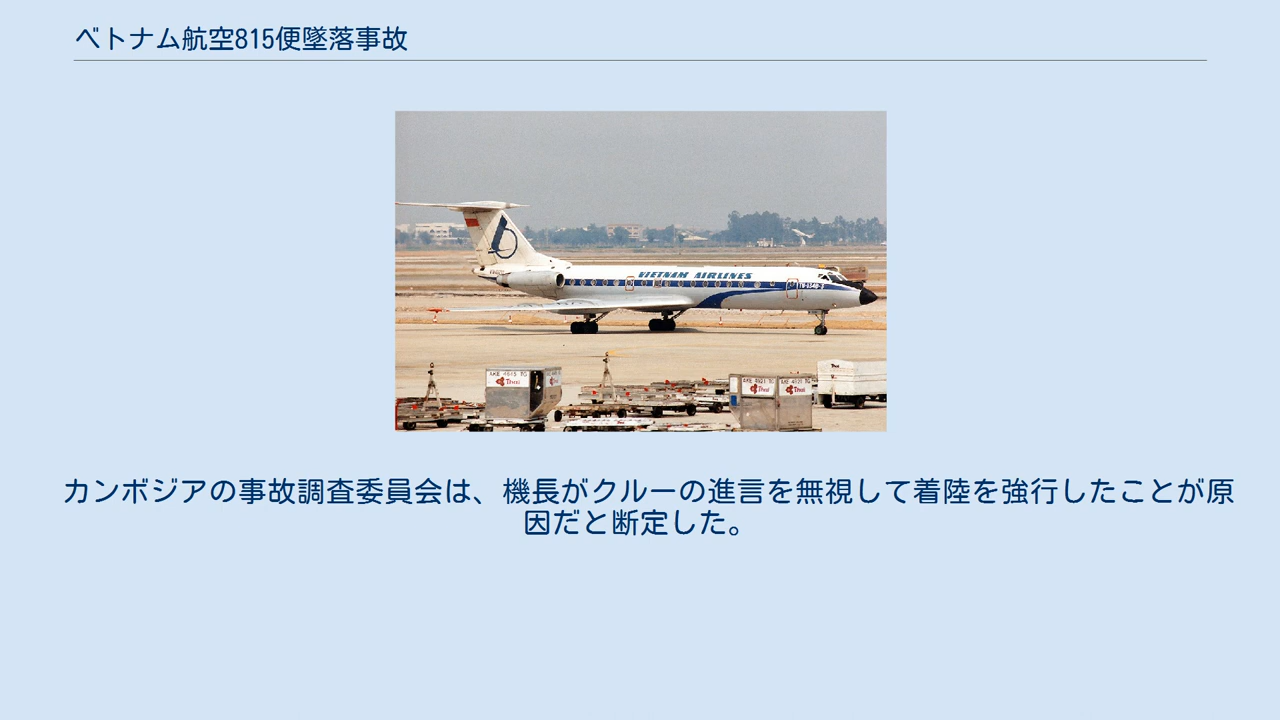 ベトナム航空815便墜落事故
VIETNAM AIRLINES
Thai
Thai
Thai
カンボジアの事故調査委員会は、機長がクルーの進言を無視して着陸を強行したことが原
因だと断定した。